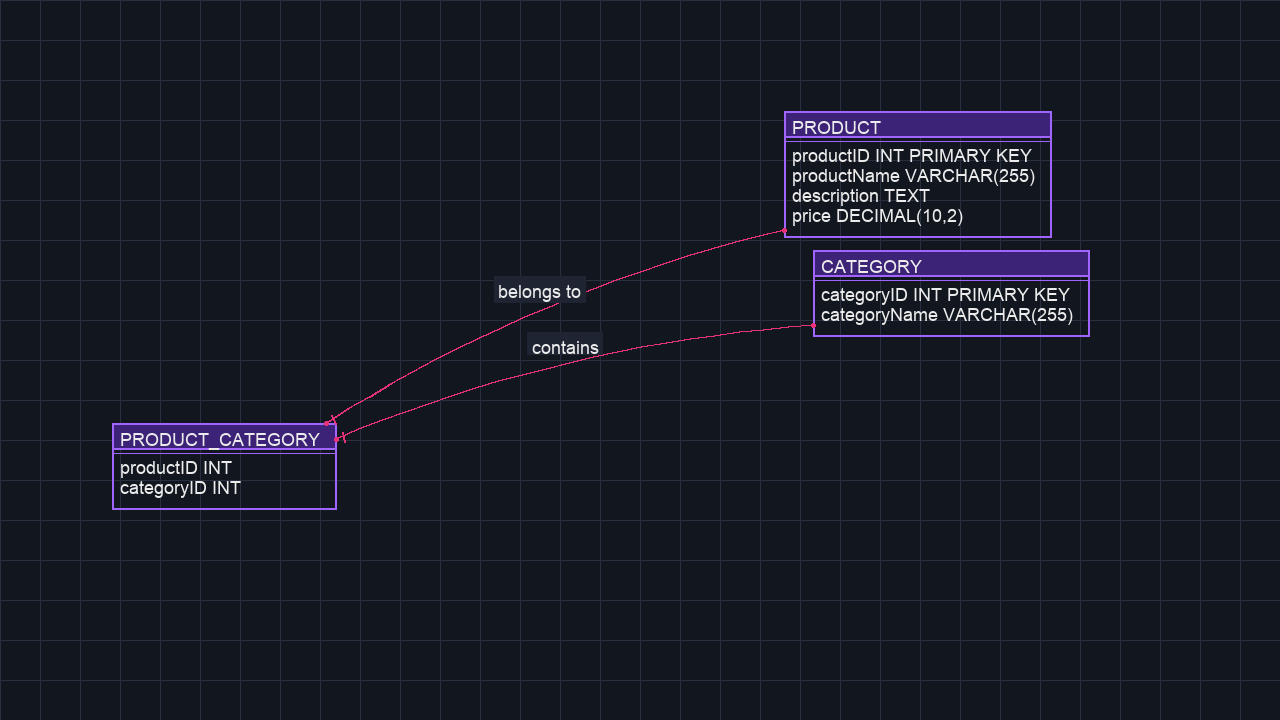 PRODUCT
productID INT PRIMARY KEY
productName VARCHAR(255)
description TEXT
price DECIMAL(10,2)
CATEGORY
categoryID INT PRIMARY KEY
categoryName VARCHAR(255)
belongs to
contains
PRODUCT_CATEGORY
productID INT
categoryID INT